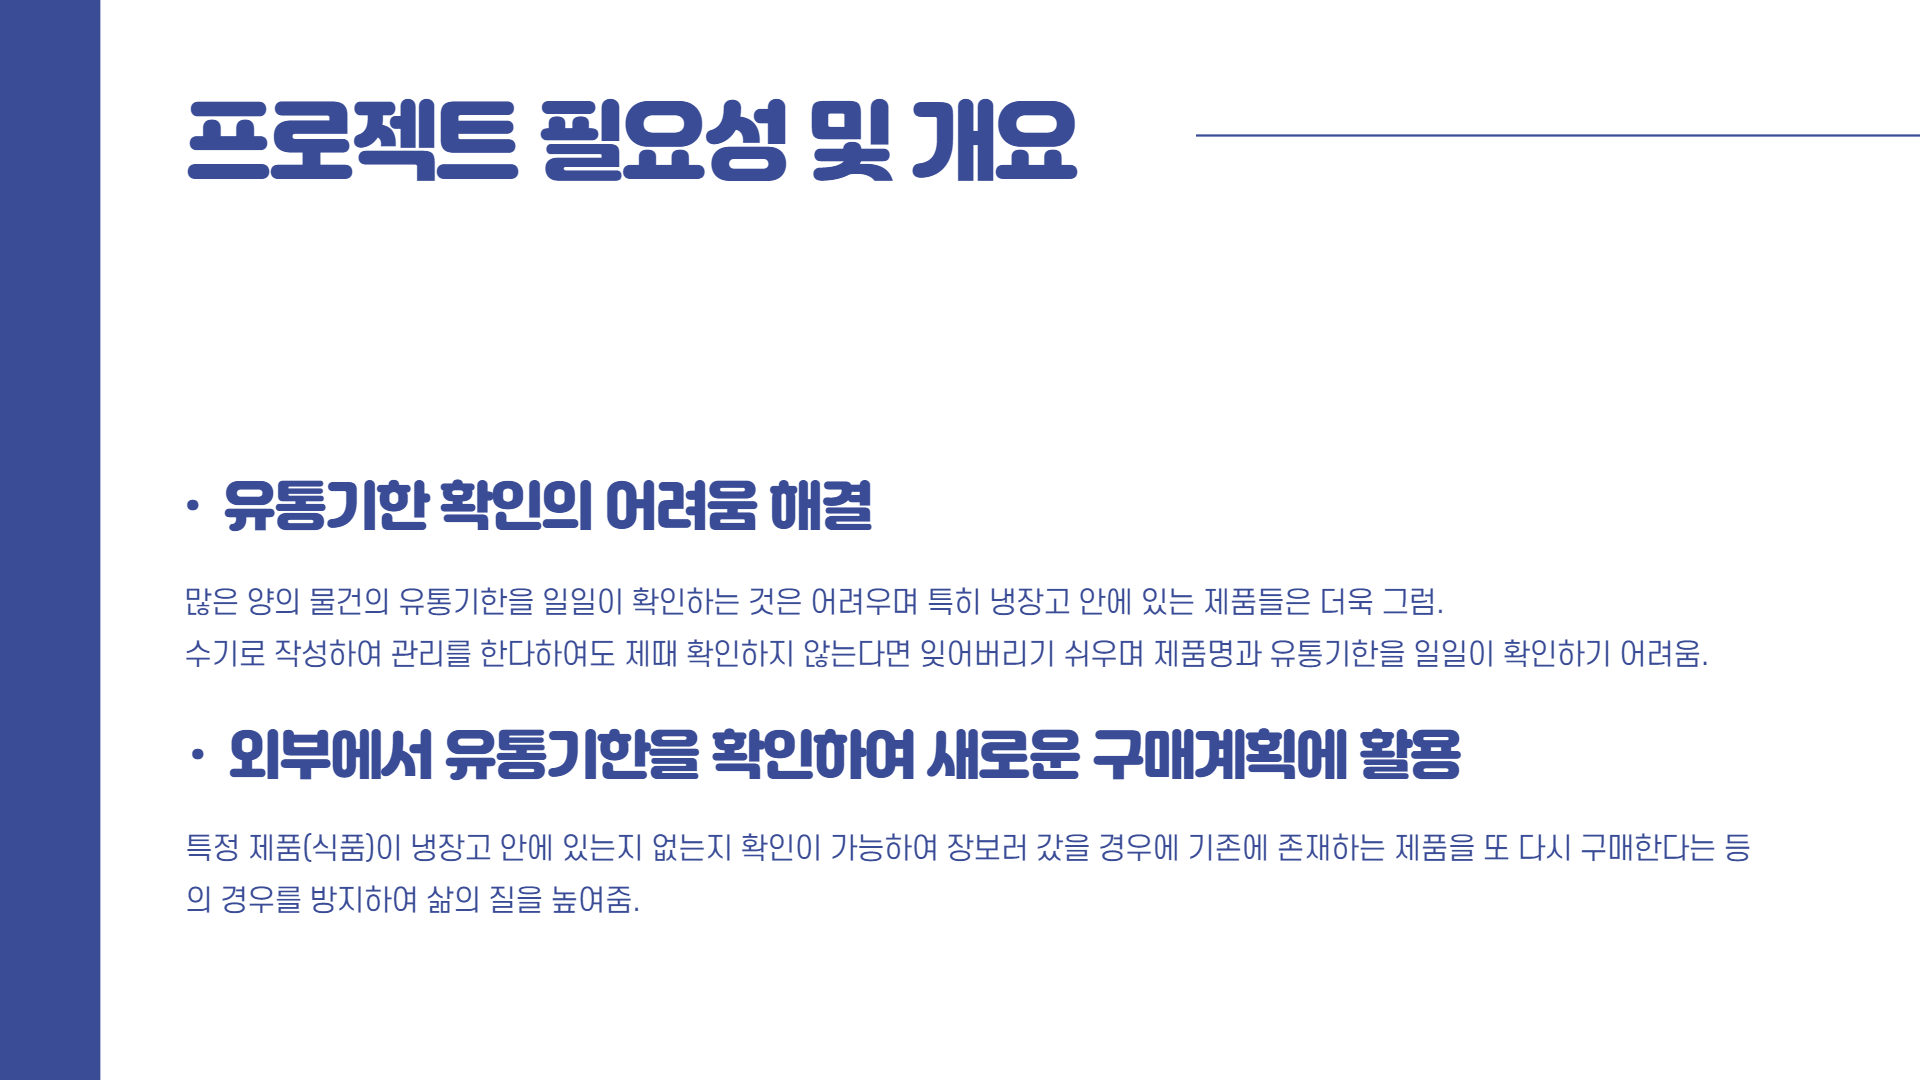 프로젝트 필요성 및 개요
• 유통기한 확인의 어려움 해결
많은 양의 물건의 유통기한을 일일이 확인하는 것은 어려우며 특히 냉장고 안에 있는 제품들은 더욱 그럼.
수기로 작성하여 관리를 한다하여도 제때 확인하지 않는다면 잊어버리기 쉬우며 제품명과 유통기한을 일일이 확인하기 어려움.
• 외부에서 유통기한을 확인하여 새로운 구매계획에 활용
특정 제품(식품)이 냉장고 안에 있는지 없는지 확인이 가능하여 장보러 갔을 경우에 기존에 존재하는 제품을 또 다시 구매한다는 등
의 경우를 방지하여 삶의 질을 높여줌.